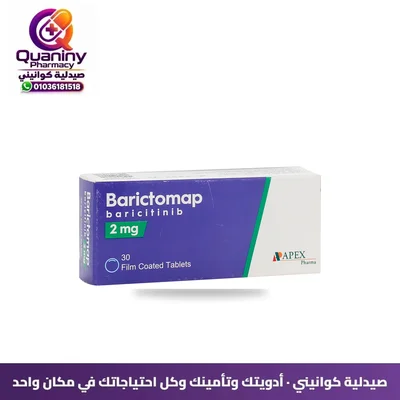 Quaniny
Pharmacy
صيدلية كوانيني
01036181518
Barictomap
baricitinib
2 mg
30
Film Coated Tablets
APEX
Pharma
صيدلية كوانيني - أدويتك وتأمينك وكل احتياجاتك في مكان واحد